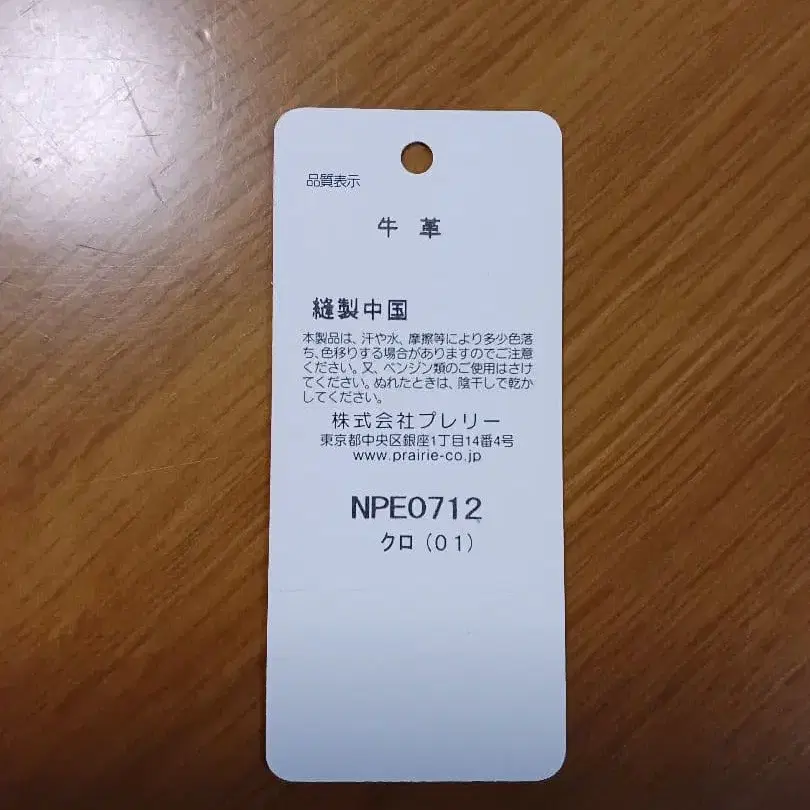 品質表示
牛 革
縫製中国
本製品は、汗や水、摩擦等により多少色落
ち、色移りする場合がありますのでご注意
ください。又、ベンジン類のご使用はさけ
てください。ぬれたときは、陰干しで乾か
してください。
株式会社プレリー
東京都中央区銀座1丁目14番4号
www.prairie-co.jp
NPE0712
クロ(01)